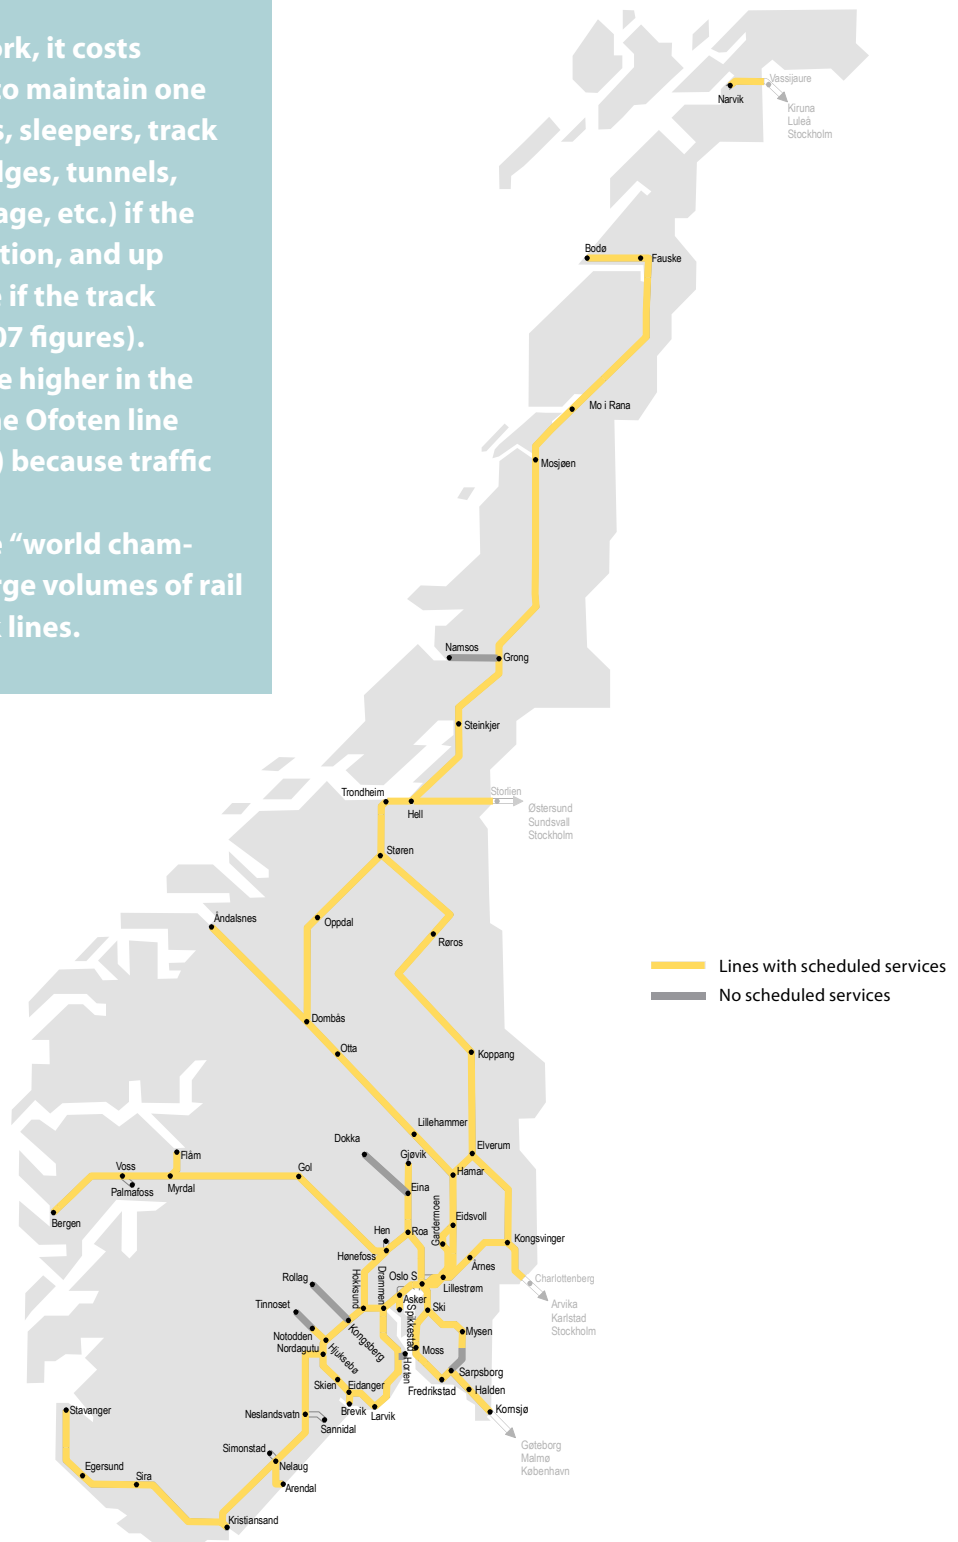 ork, it costs
to maintain one
s, sleepers, track
dges, tunnels,
age, etc.) if the
tion, and up
if the track
07 figures).
e higher in the
ne Ofoten line
) because traffic
e “world cham-
rge volumes of rail
lines.
Vassijaure
Narvik
Kiruna
Luleå
Stockholm
Bodø
Fauske
Mo i Rana
Mosjøen
Namsos
Grong
Steinkjer
Trondheim
Hell
Storlien
Østersund
Sundsvall
Stockholm
Støren
Åndalsnes
Oppdal
Røros
Lines with scheduled services
No scheduled services
Dombås
Otta
Koppang
Lillehammer
Dokka
Elverum
Gjøvik
Flåm
Voss
Gol
Hamar
Palmafoss
Myrdal
Eina
Bergen
Gardermoen
Eidsvoll
Hen
Roa
Kongsvinger
Hønefoss
Årnes
Rollag
Hokksund
Drammen
Oslo S
Lillestrøm
Charlottenberg
Arvika
Karlstad
Stockholm
Tinnoset
Asker
Spikkestad
Ski
Notodden
Kongsberg
Mysen
Nordagutu
Hjuksebø
Moss
Horten
Sarpsborg
Skien
Eidanger
Fredrikstad
Halden
Stavanger
Neslandsvatn
Brevik
Larvik
Kornsjø
Sannidal
Simonstad
Gøteborg
Malmø
København
Egersund
Sira
Nelaug
Arendal
Kristiansand